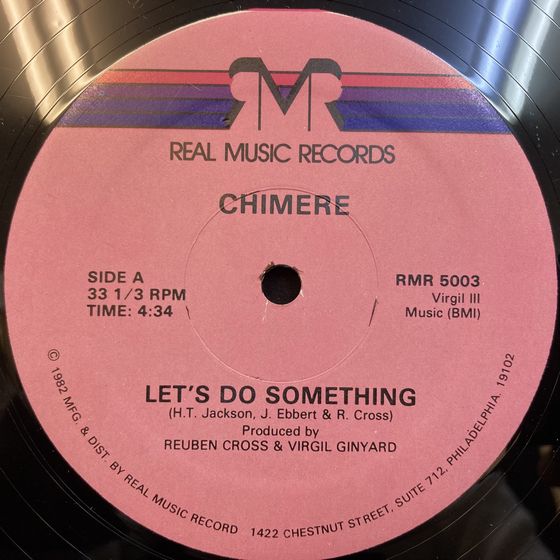 RMR
REAL MUSIC RECORDS
CHIMERE
SIDE A
33 1/3 RPM
TIME: 4:34
RMR 5003
Virgil III
Music (BMI)
LET'S DO SOMETHING
(H.T. Jackson, J. Ebbert & R. Cross)
Produced by
REUBEN CROSS & VIRGIL GINYARD
© 1982 MFG. & DIST. BY REAL MUSIC RECORD 1422 CHESTNUT STREET, SUITE 712, PHILADELPHIA, 19102